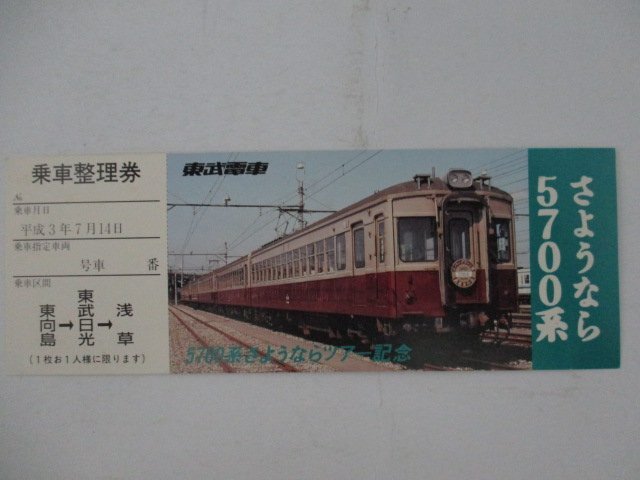 乗車整理券
№
乗車月日
平成3年7月14日
乗車指定車両
号車　番
乗車区間
浅草→東武日光→東向島
(1枚お1人様に限ります)
東武電車
5700系さようならツアー記念
さようなら
5700系